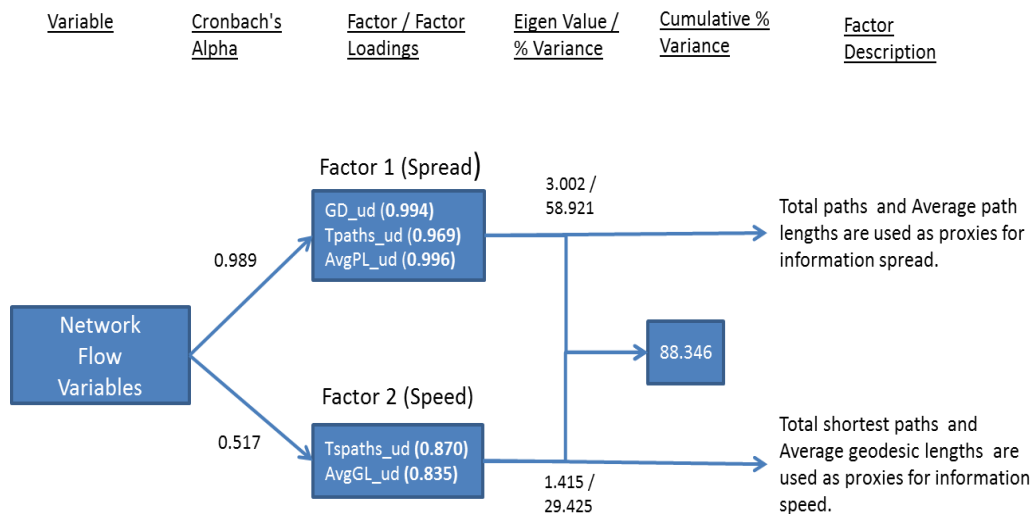 Variable
Cronbach's
Alpha
Factor / Factor
Loadings
Eigen Value /
% Variance
Cumulative %
Variance
Factor
Description
Factor 1 (Spread)
GD_ud (0.994)
Tpaths_ud (0.969)
AvgPL_ud (0.996)
3.002 /
58.921
Total paths and Average path
lengths are used as proxies for
information spread.
0.989
Network
Flow
Variables
88.346
0.517
Factor 2 (Speed)
Tspaths_ud (0.870)
AvgGL_ud (0.835)
1.415 /
29.425
Total shortest paths and
Average geodesic lengths are
used as proxies for information
speed.